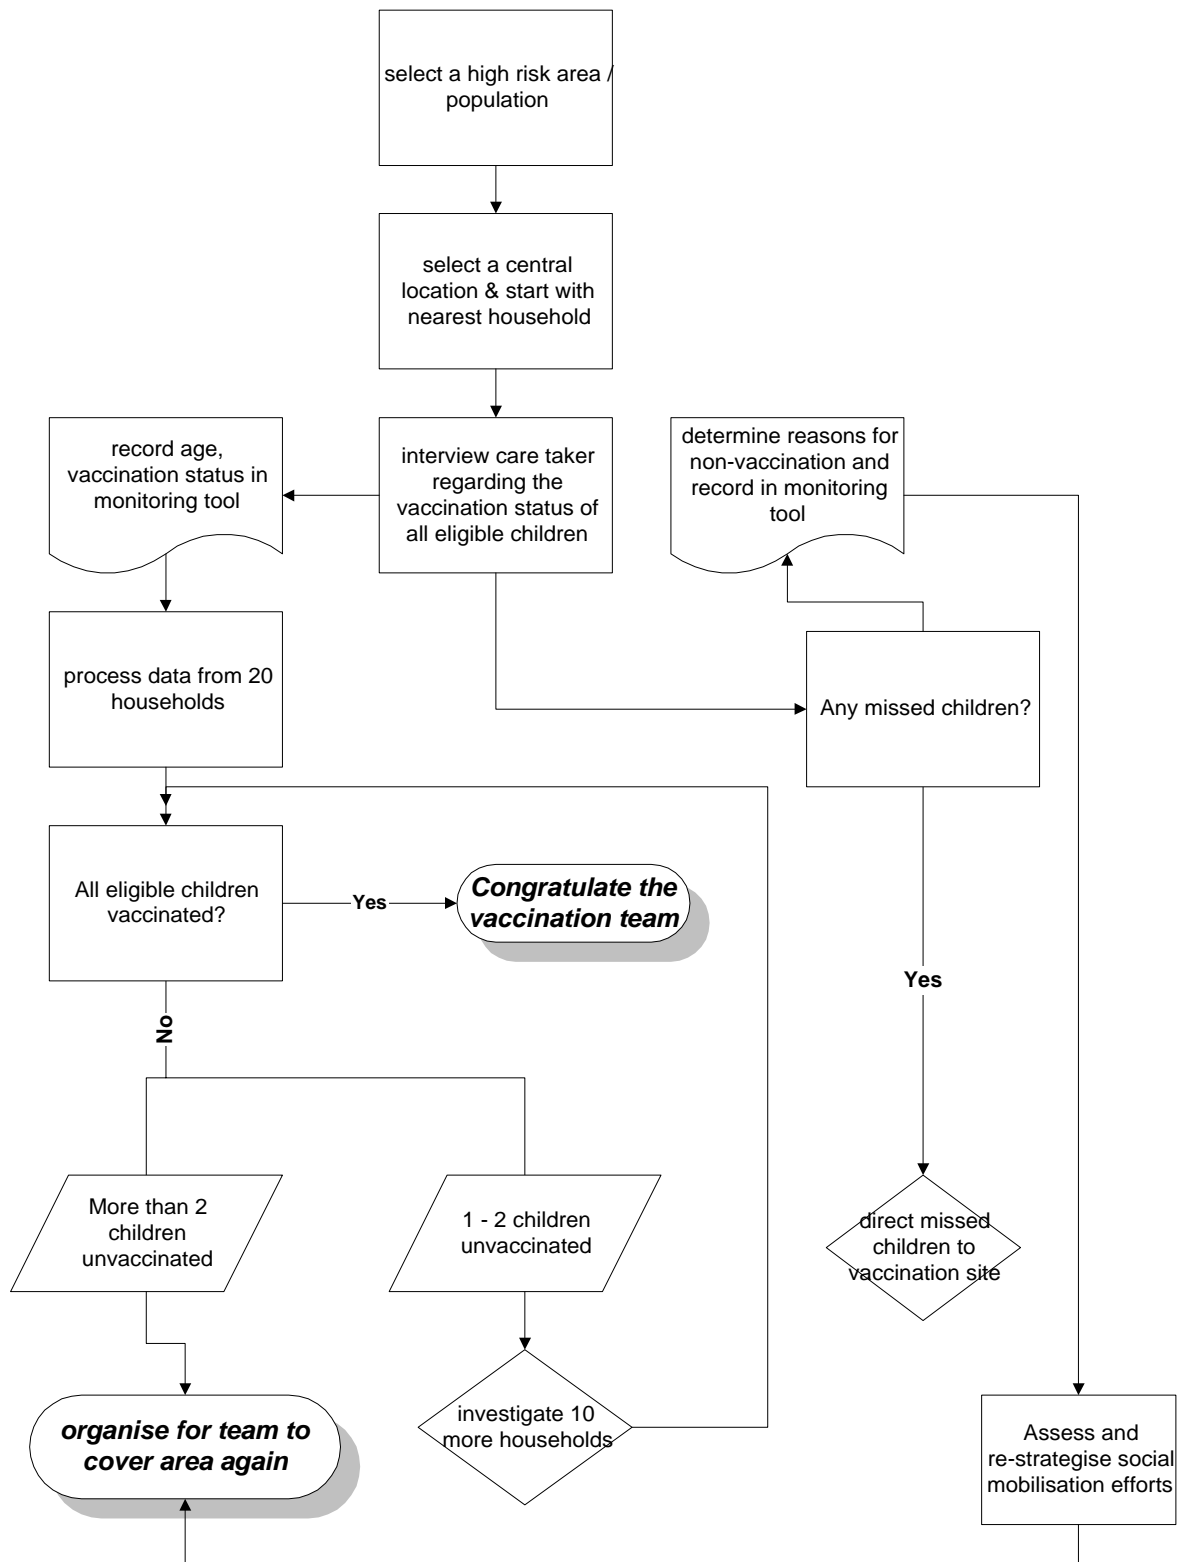 select a high risk area /
population
select a central
location & start with
nearest household
record age,
vaccination status in
monitoring tool
interview care taker
regarding the
vaccination status of
all eligible children
determine reasons for
non-vaccination and
record in monitoring
tool
process data from 20
households
Any missed children?
All eligible children
vaccinated?
Yes
Congratulate the
vaccination team
Yes
No
More than 2
children
unvaccinated
1 - 2 children
unvaccinated
direct missed
children to
vaccination site
organise for team to
cover area again
investigate 10
more households
Assess and
re-strategise social
mobilisation efforts